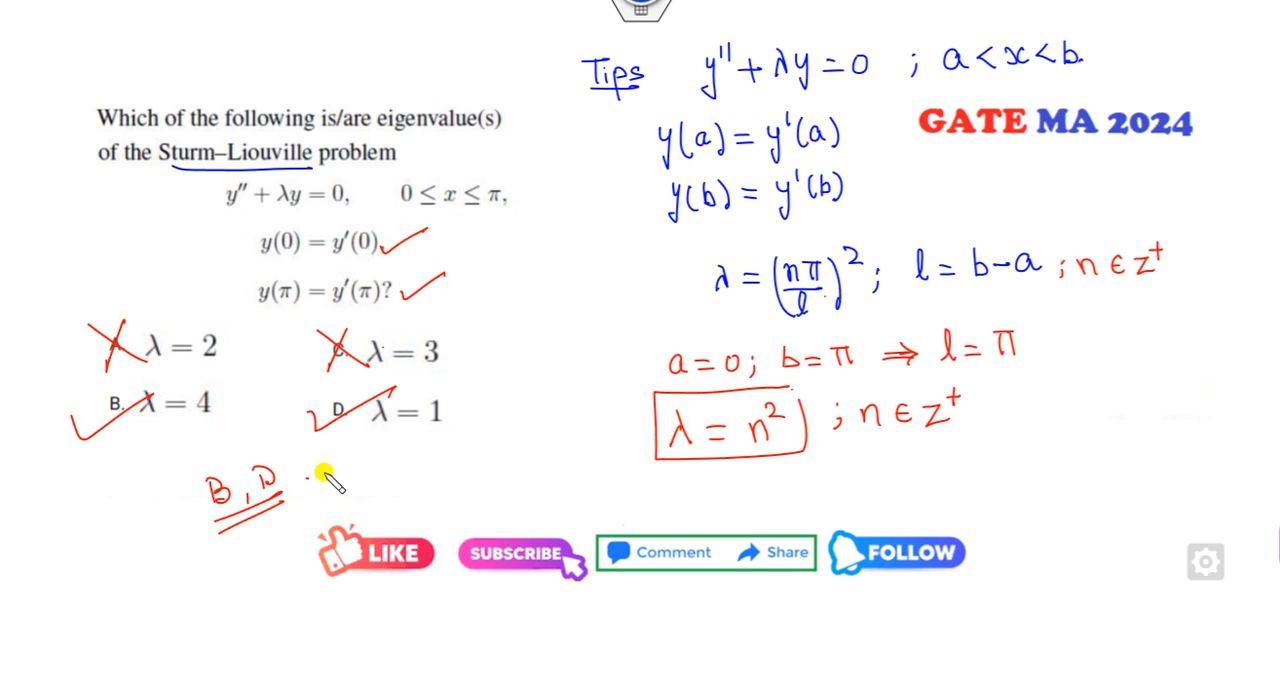 Which of the following is/are eigenvalue(s)
of the Sturm–Liouville problem
y″ + λy = 0, 0 ≤ x ≤ π,
y(0) = y′(0),
y(π) = y′(π)?
A. λ = 2
C. λ = 3
B. λ = 4
D. λ = 1
B, D
Tips y″ + λy = 0 ; a < x < b.
GATE MA 2024
y(a) = y′(a)
y(b) = y′(b)
λ = (nπ/l)² ; l = b − a ; n ∈ z⁺
a = 0 ; b = π ⇒ l = π
λ = n² ; n ∈ z⁺
LIKE SUBSCRIBE Comment Share FOLLOW